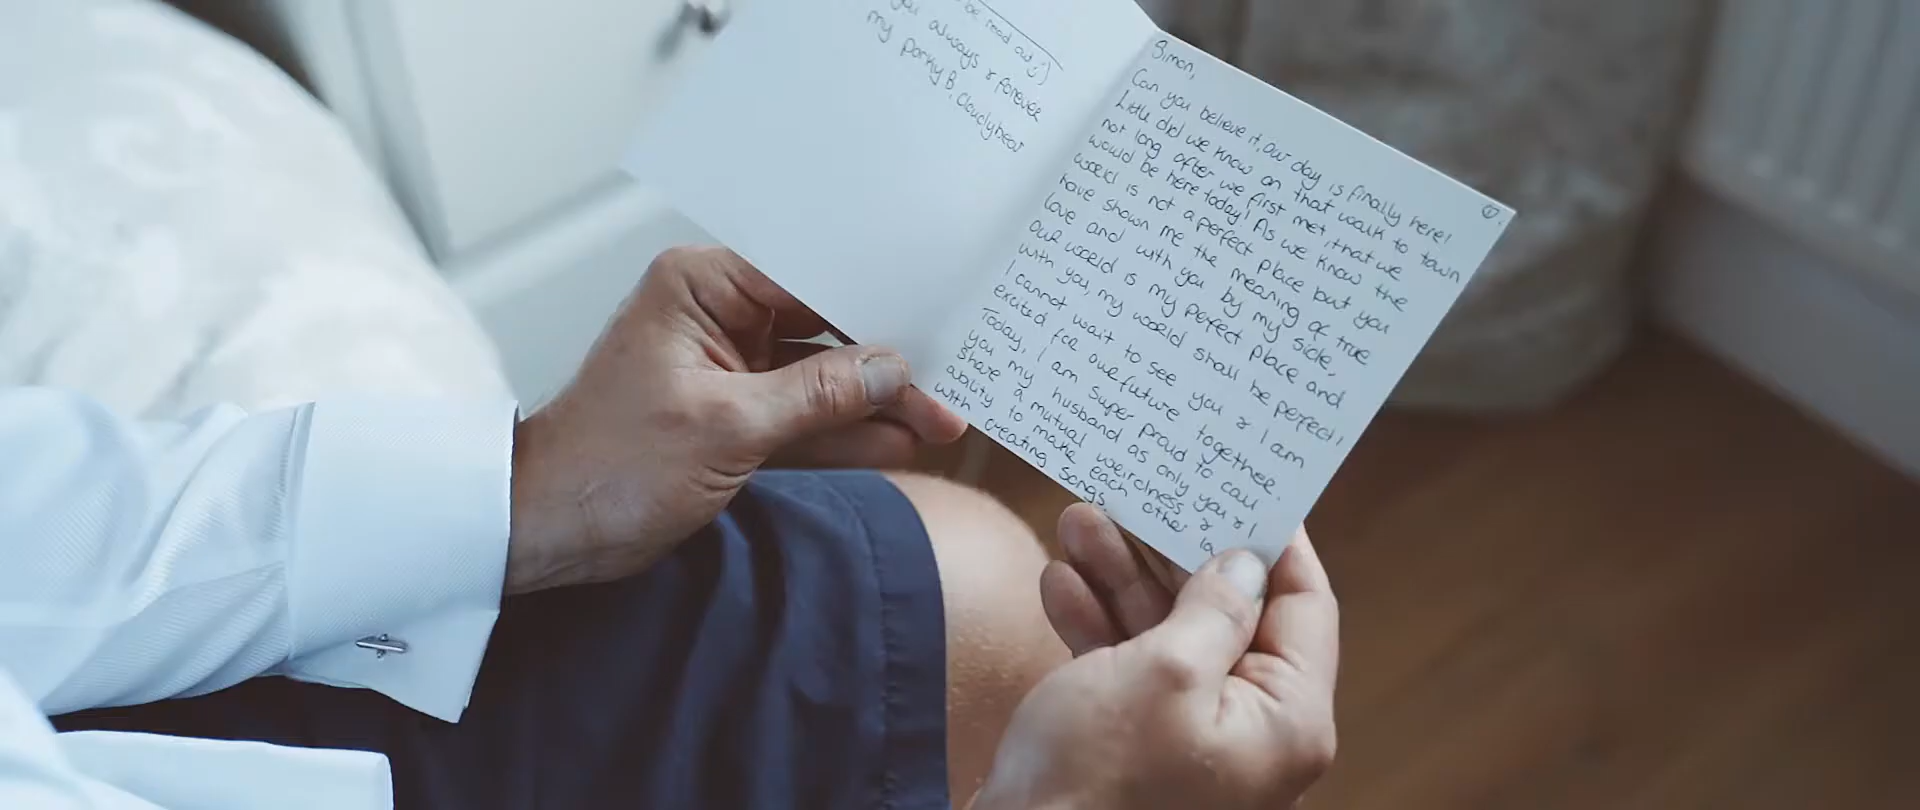 be read out :)
you always & forever
my porky B, Cloudybear
①.
Simon,
Can you believe it, our day is finally here!
Little did we know on that walk to town
not long after we first met, that we
would be here today! As we know the
world is not a perfect place but you
have shown me the meaning of true
love and with you by my side,
our world is my perfect place and
with you, my world shall be perfect!
I cannot wait to see you & I am
excited for our future together.
Today, I am super proud to call
you my husband as only you & I
share a mutual weirdness &
ability to make each other
with creating songs